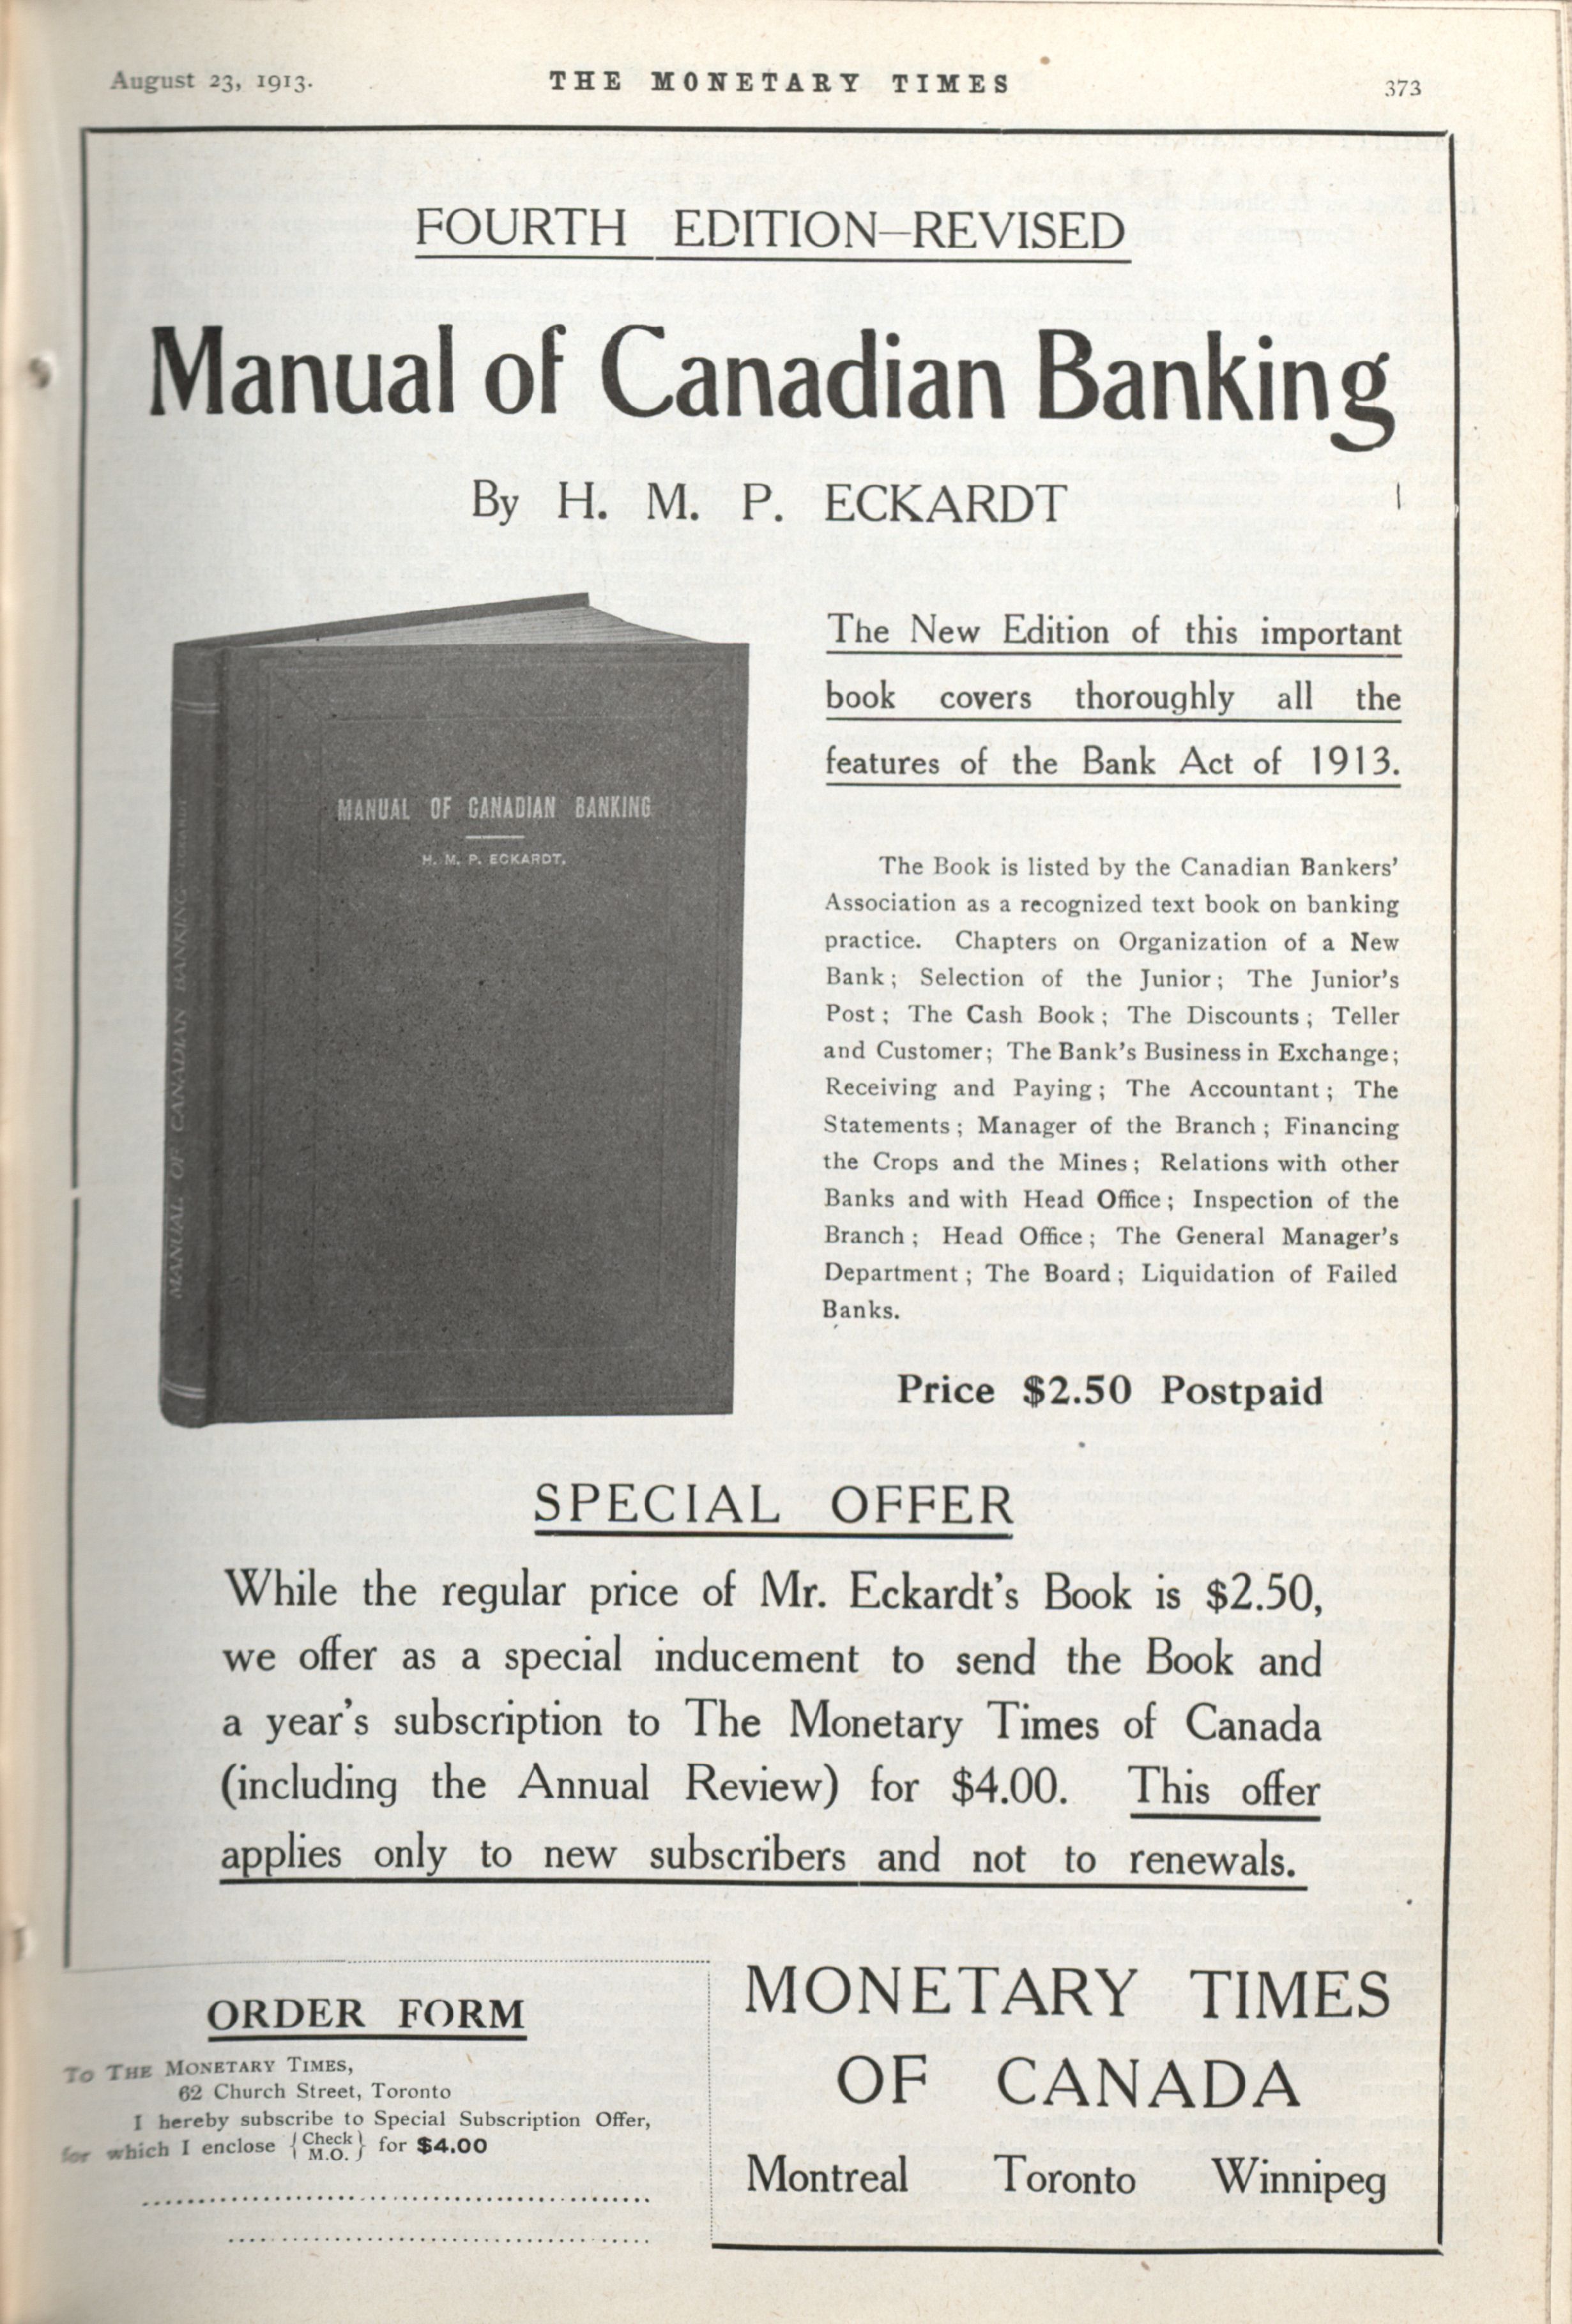 August 23, 1913.
THE MONETARY TIMES
373
FOURTH EDITION—REVISED
Manual of Canadian Banking
By H. M. P. ECKARDT
MANUAL OF CANADIAN BANKING
H. M. P. ECKARDT.
MANUAL OF CANADIAN BANKING
The New Edition of this important
book covers thoroughly all the
features of the Bank Act of 1913.
The Book is listed by the Canadian Bankers'
Association as a recognized text book on banking
practice. Chapters on Organization of a New
Bank; Selection of the Junior; The Junior's
Post; The Cash Book; The Discounts; Teller
and Customer; The Bank's Business in Exchange;
Receiving and Paying; The Accountant; The
Statements; Manager of the Branch; Financing
the Crops and the Mines; Relations with other
Banks and with Head Office; Inspection of the
Branch; Head Office; The General Manager's
Department; The Board; Liquidation of Failed
Banks.
Price $2.50 Postpaid
SPECIAL OFFER
While the regular price of Mr. Eckardt's Book is $2.50,
we offer as a special inducement to send the Book and
a year's subscription to The Monetary Times of Canada
(including the Annual Review) for $4.00. This offer
applies only to new subscribers and not to renewals.
ORDER FORM
To THE MONETARY TIMES,
62 Church Street, Toronto
I hereby subscribe to Special Subscription Offer,
for which I enclose {Check M.O.} for $4.00
MONETARY TIMES
OF CANADA
Montreal Toronto Winnipeg